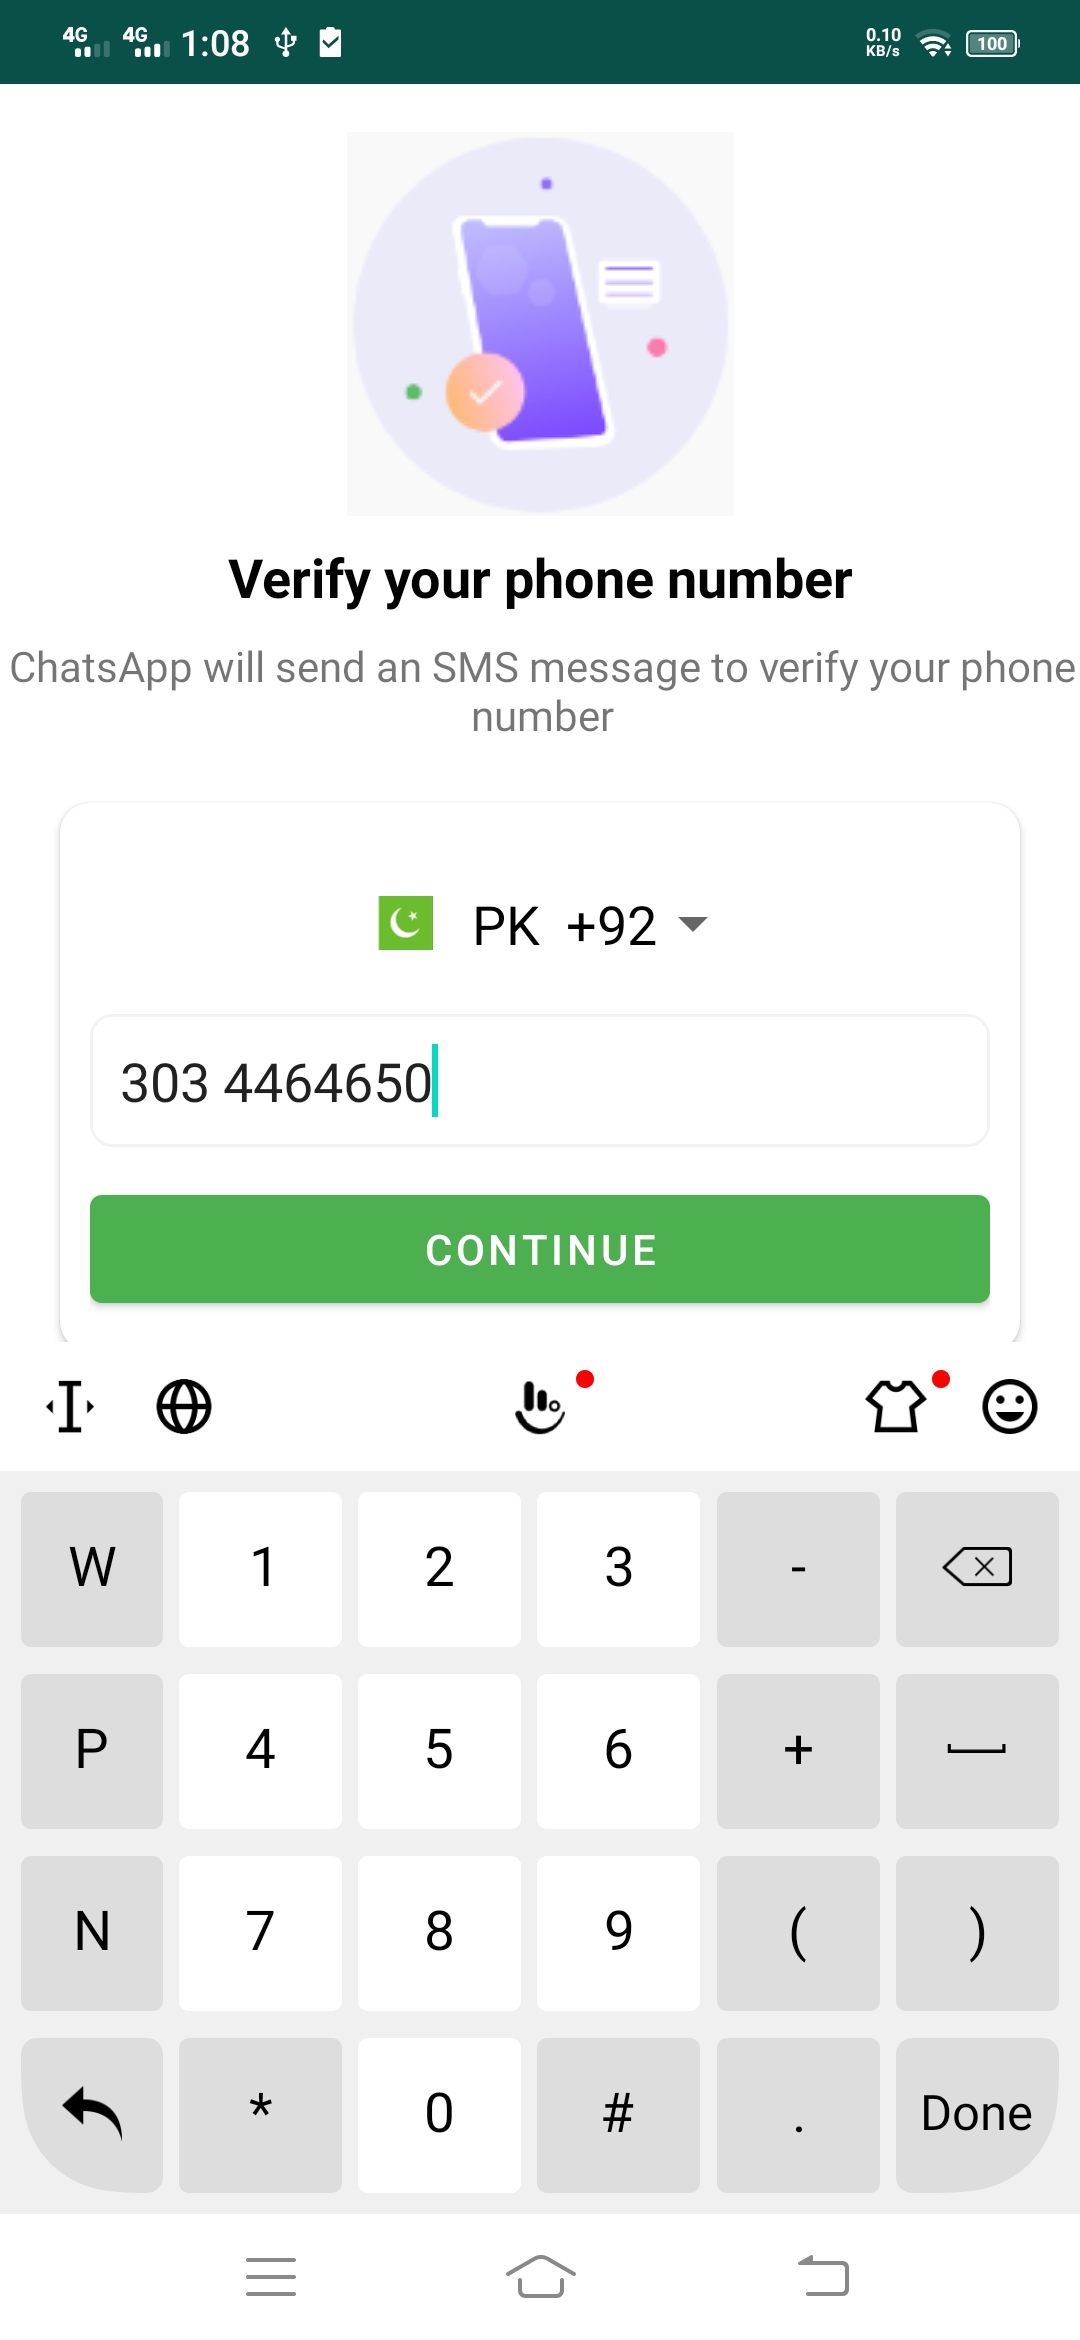 4G 4G 1:08 0.10 KB/s 100
Verify your phone number
ChatsApp will send an SMS message to verify your phone
number
PK +92
303 4464650
CONTINUE
W 1 2 3 -
P 4 5 6 +
N 7 8 9 ( )
* 0 # . Done